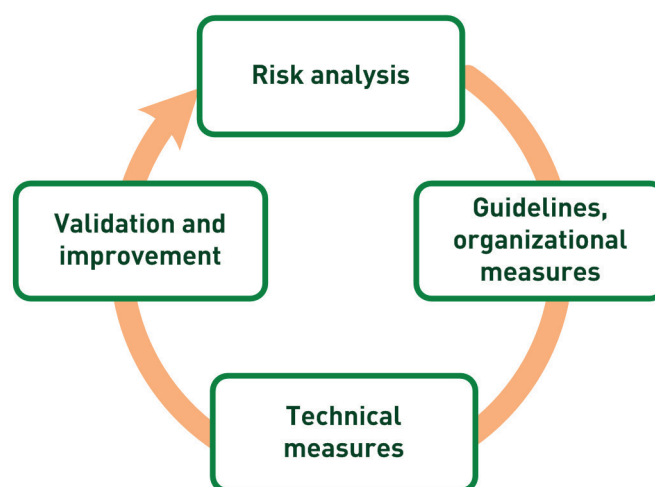 Risk analysis
Guidelines,
organizational
measures
Technical
measures
Validation and
improvement